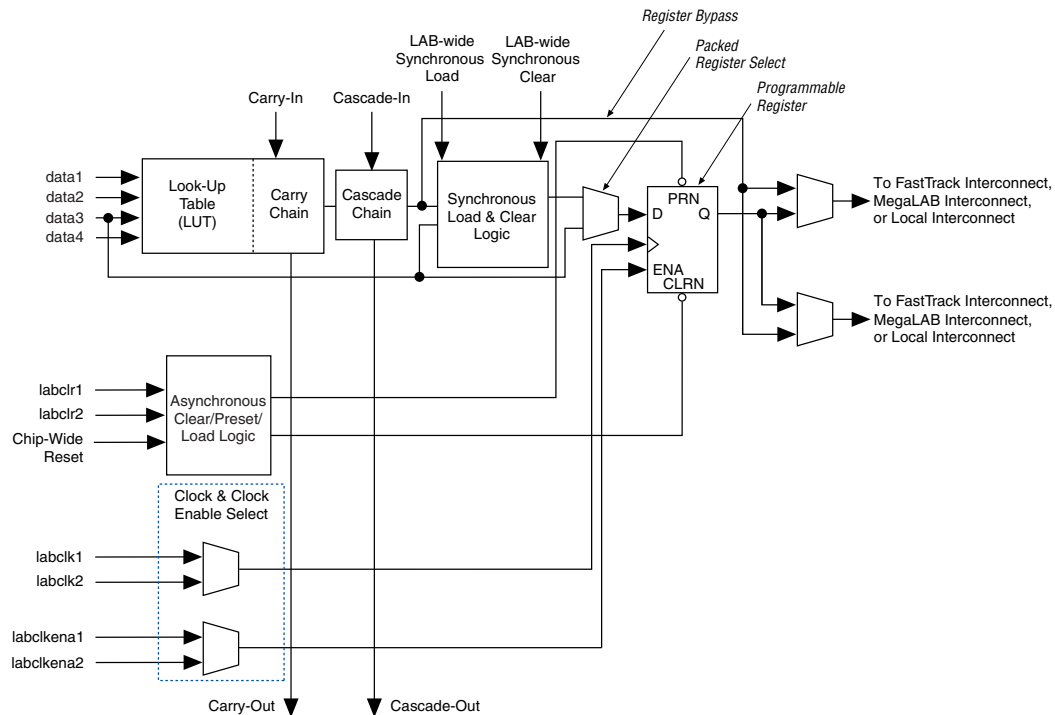 Register Bypass
LAB-wide
Synchronous
Load
LAB-wide
Synchronous
Clear
Packed
Register Select
Programmable
Register
Carry-In
Cascade-In
data1
data2
data3
data4
Look-Up
Table
(LUT)
Carry
Chain
Cascade
Chain
Synchronous
Load & Clear
Logic
PRN
D
Q
ENA
CLRN
To FastTrack Interconnect,
MegaLAB Interconnect,
or Local Interconnect
To FastTrack Interconnect,
MegaLAB Interconnect,
or Local Interconnect
labclr1
labclr2
Chip-Wide
Reset
Asynchronous
Clear/Preset/
Load Logic
Clock & Clock
Enable Select
labclk1
labclk2
labclkena1
labclkena2
Carry-Out
Cascade-Out